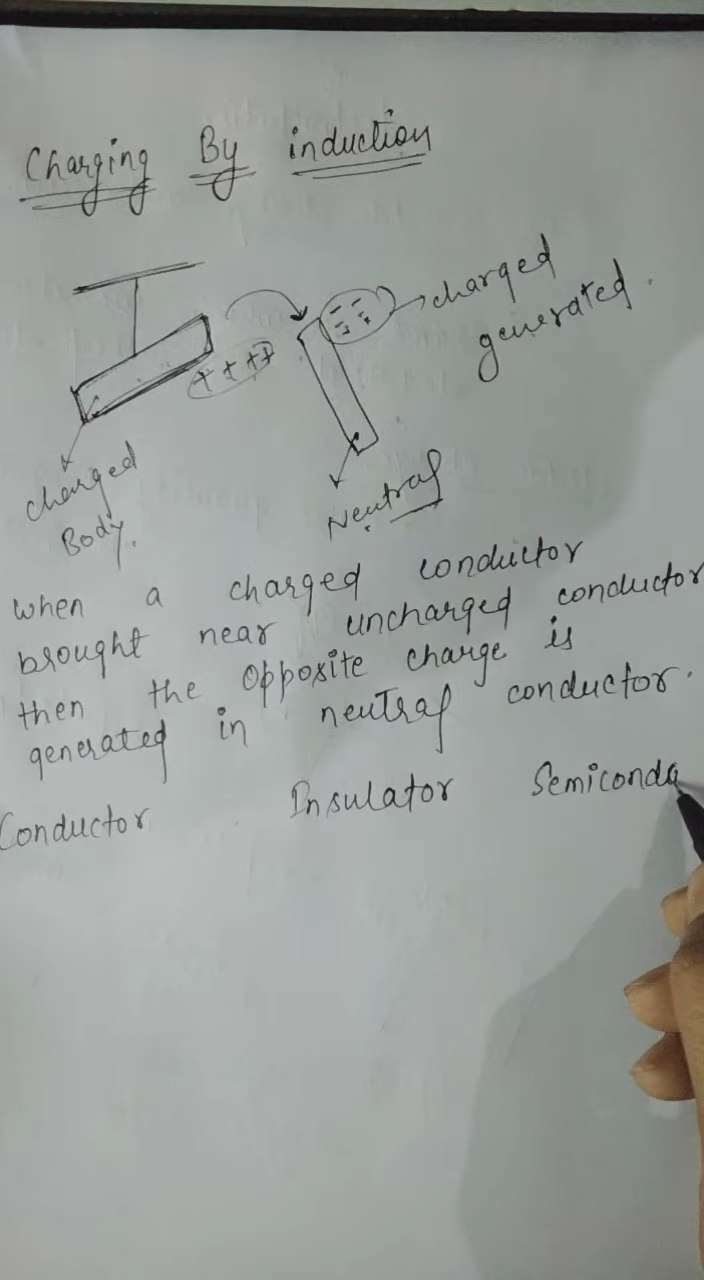 Charging By induction
+ + + +
- - - -
charged
generated.
charged
Body.
Neutral
when a charged conductor
brought near uncharged conductor
then the opposite charge is
generated in neutral conductor.
Conductor Insulator Semicondu